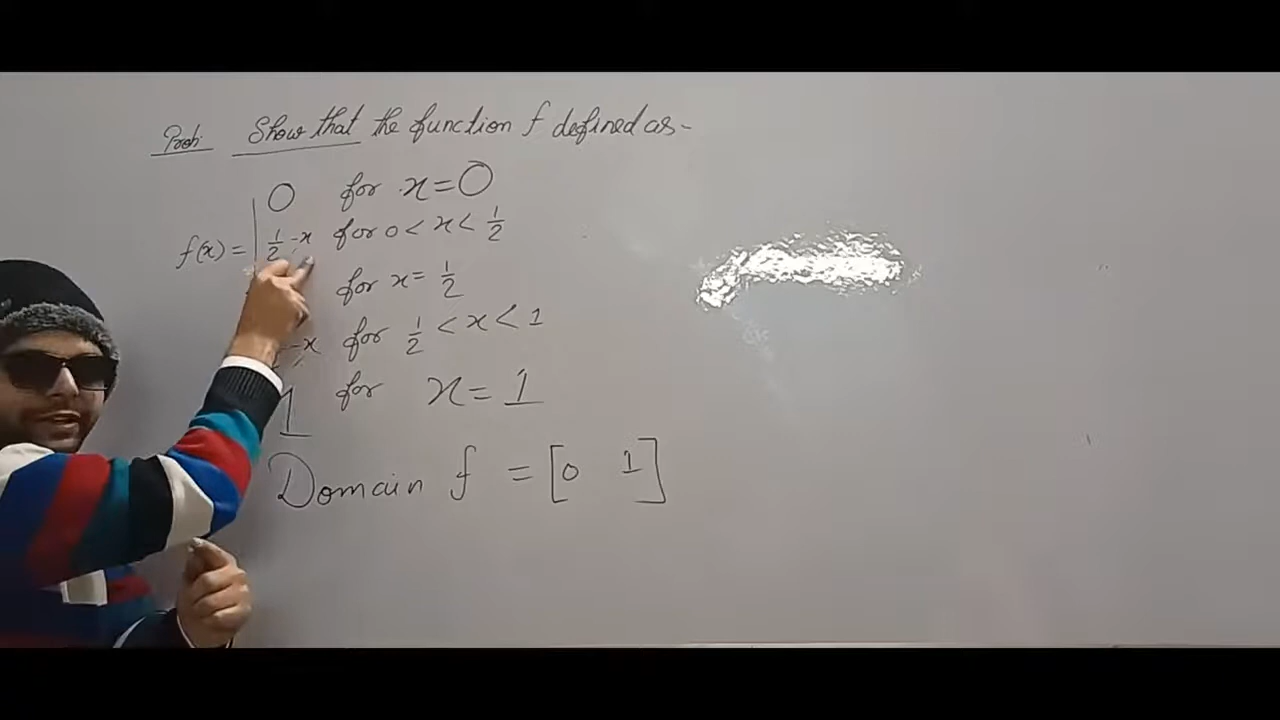 Prob. Show that the function f defined as-
0 for x=0
f(x) = 1/2 -x for 0 < x < 1/2
for x= 1/2
-x for 1/2 < x < 1
1 for x = 1
Domain f = [0 1]